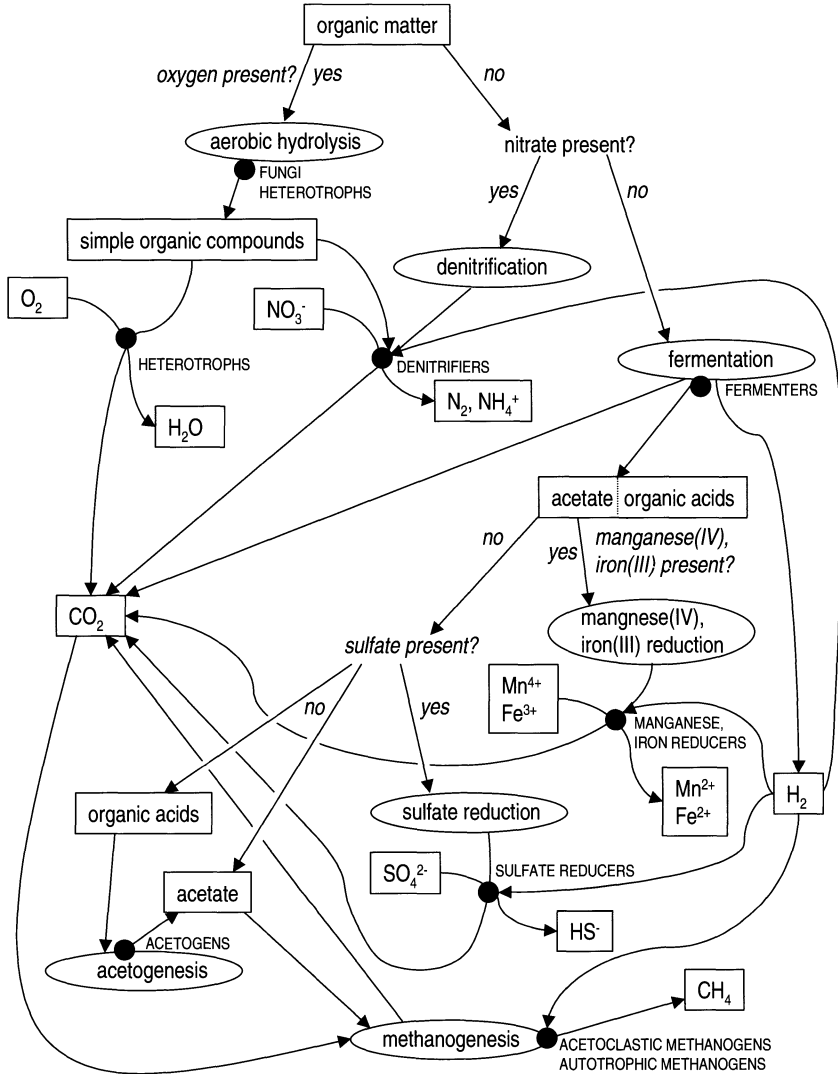 organic matter
oxygen present? yes
no
aerobic hydrolysis
nitrate present?
FUNGI
HETEROTROPHS
yes
no
simple organic compounds
denitrification
O₂
NO₃⁻
HETEROTROPHS
DENITRIFIERS
fermentation
FERMENTERS
N₂, NH₄⁺
H₂O
acetate organic acids
no
yes
manganese(IV),
iron(III) present?
CO₂
mangnese(IV),
iron(III) reduction
sulfate present?
Mn⁴⁺
Fe³⁺
no
yes
MANGANESE,
IRON REDUCERS
Mn²⁺
Fe²⁺
H₂
organic acids
sulfate reduction
SO₄²⁻
SULFATE REDUCERS
acetate
HS⁻
ACETOGENS
acetogenesis
CH₄
methanogenesis
ACETOCLASTIC METHANOGENS
AUTOTROPHIC METHANOGENS